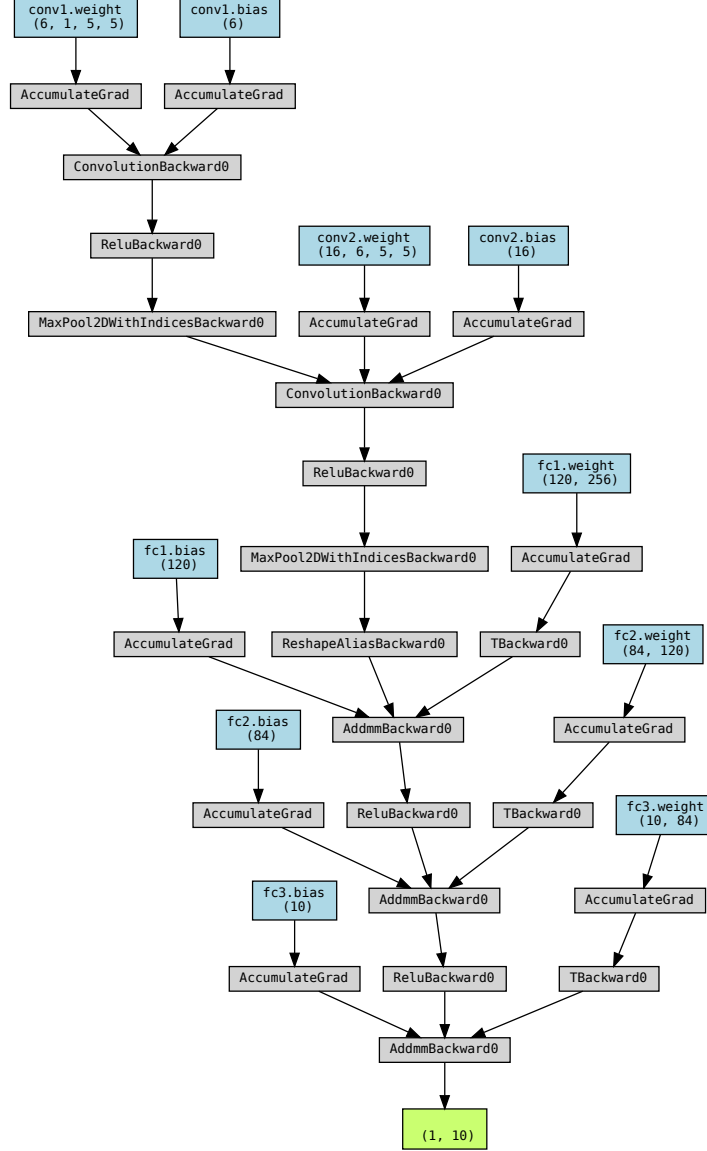 conv1.weight
(6, 1, 5, 5)
conv1.bias
(6)
AccumulateGrad
AccumulateGrad
ConvolutionBackward0
ReluBackward0
conv2.weight
(16, 6, 5, 5)
conv2.bias
(16)
MaxPool2DWithIndicesBackward0
AccumulateGrad
AccumulateGrad
ConvolutionBackward0
ReluBackward0
fc1.weight
(120, 256)
fc1.bias
(120)
MaxPool2DWithIndicesBackward0
AccumulateGrad
AccumulateGrad
ReshapeAliasBackward0
TBackward0
fc2.weight
(84, 120)
fc2.bias
(84)
AddmmBackward0
AccumulateGrad
AccumulateGrad
ReluBackward0
TBackward0
fc3.weight
(10, 84)
fc3.bias
(10)
AddmmBackward0
AccumulateGrad
AccumulateGrad
ReluBackward0
TBackward0
AddmmBackward0
(1, 10)